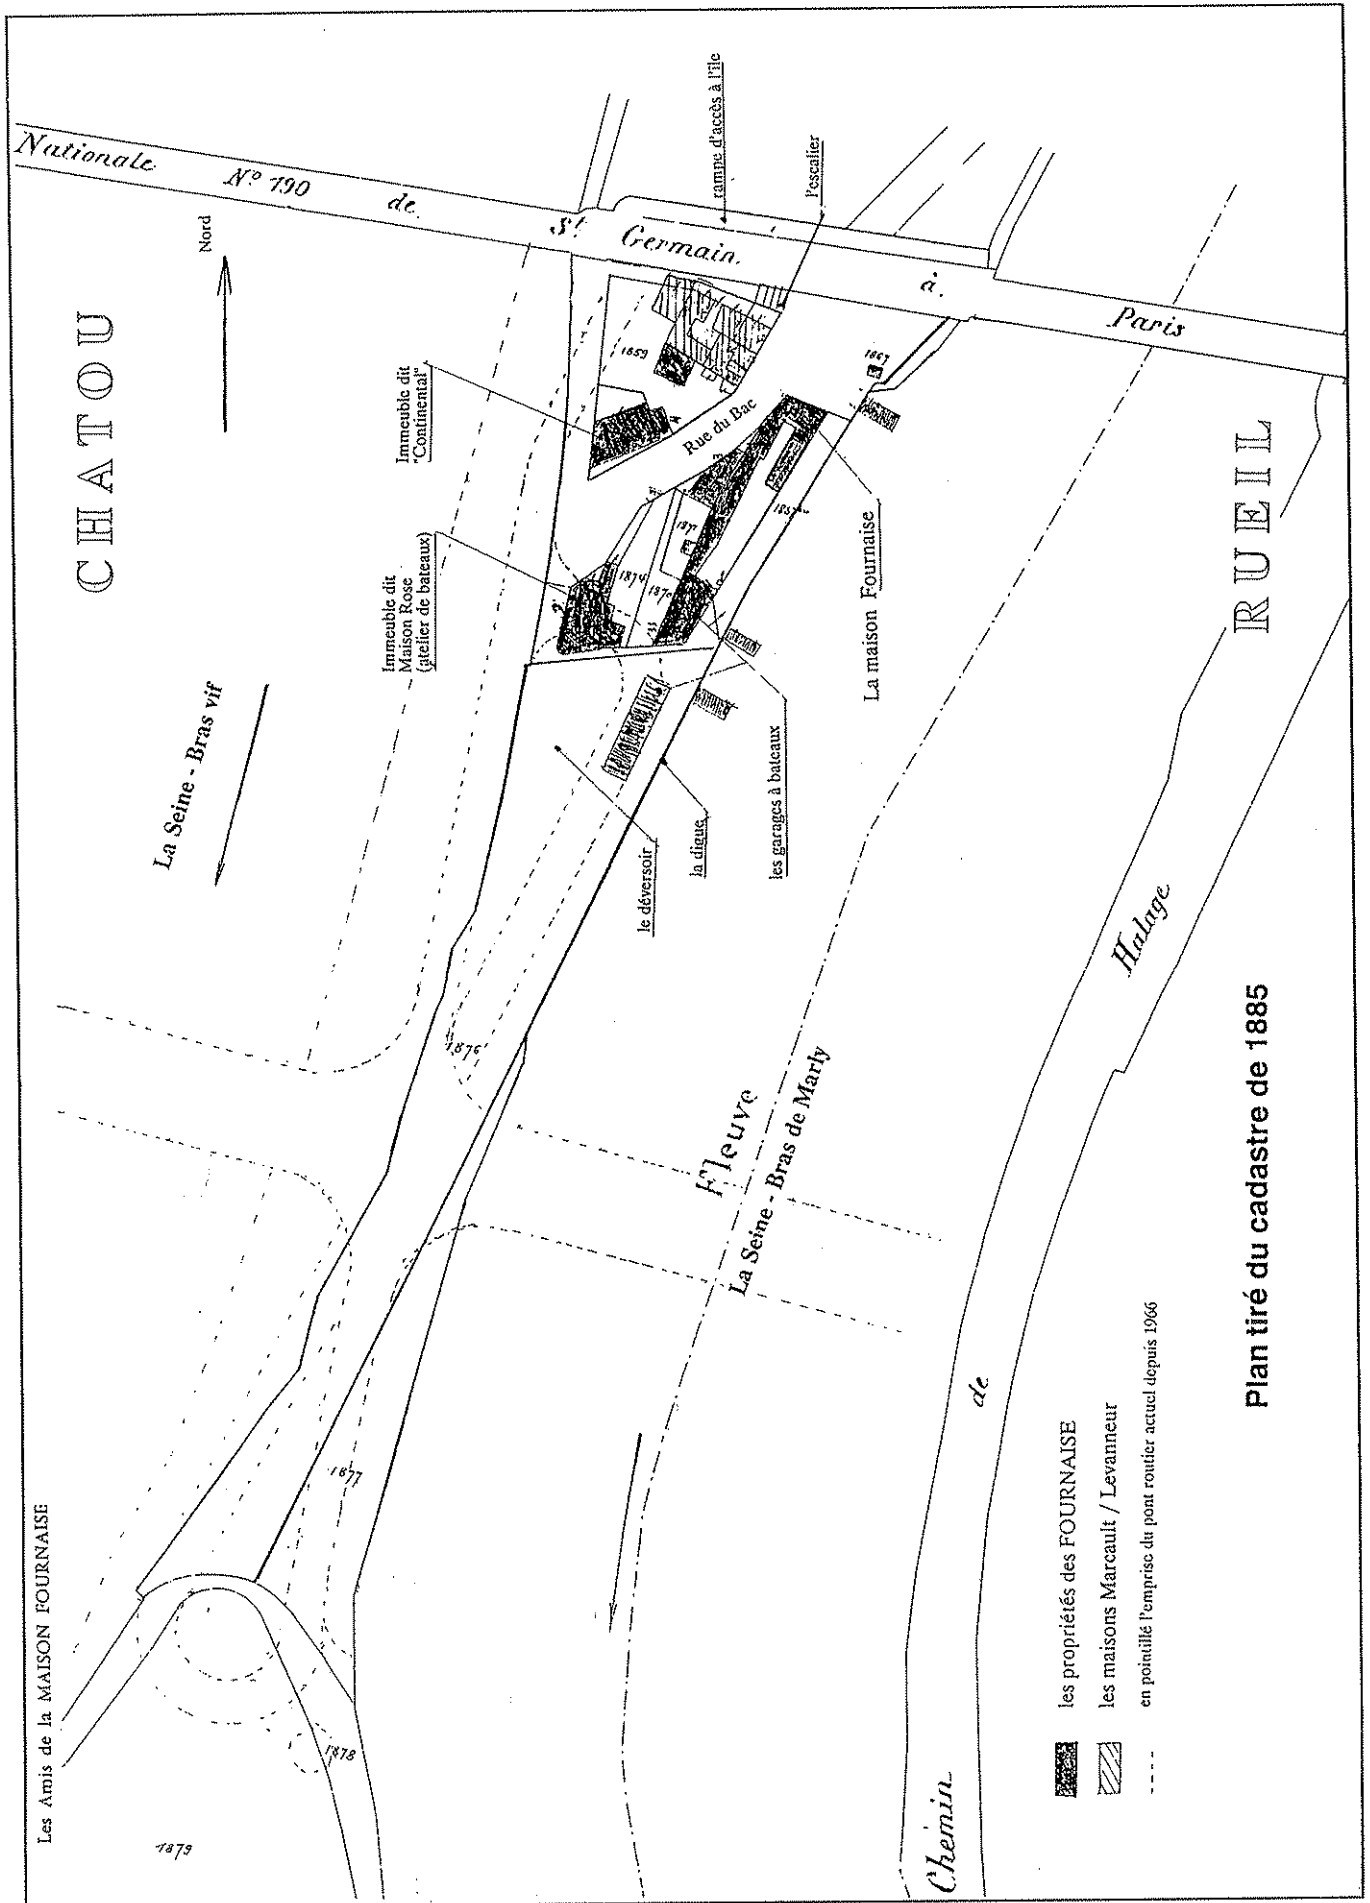 Les Amis de la MAISON FOURNAISE
CHATOU
Nord
Nationale N° 190 de St Germain à Paris
rampe d'accès à l'île
l'escalier
La Seine - Bras vif
Immeuble dit
"Continental"
Immeuble dit
Maison Rose
(atelier de bateaux)
Rue du Bac
1859
1867
1871
1874
1870
1876
1877
1878
1879
La maison Fournaise
le déversoir
la digue
les garages à bateaux
Fleuve
La Seine - Bras de Marly
RUEIL
Chemin de Halage
les propriétés des FOURNAISE
les maisons Marcault / Levanneur
en pointillé l'emprise du pont routier actuel depuis 1966
Plan tiré du cadastre de 1885